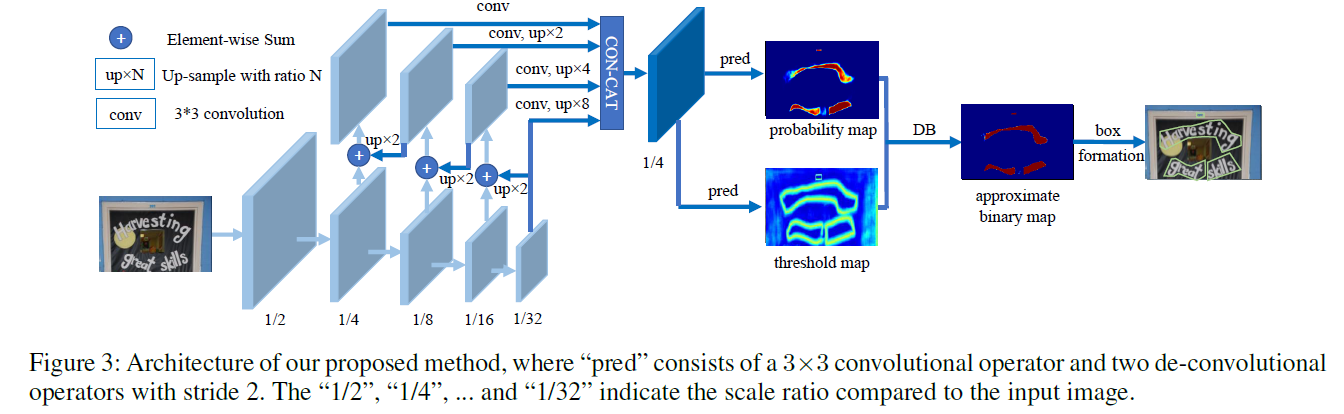 conv
Element-wise Sum
conv, up×2
up×N Up-sample with ratio N
conv, up×4
conv 3*3 convolution
conv, up×8
CON-CAT
up×2
up×2
up×2
1/2
1/4
1/8
1/16
1/32
1/4
pred
pred
probability map
threshold map
DB
approximate
binary map
box
formation
Harvesting
great skills
Harvesting
great skills
Figure 3: Architecture of our proposed method, where “pred” consists of a 3×3 convolutional operator and two de-convolutional
operators with stride 2. The “1/2”, “1/4”, ... and “1/32” indicate the scale ratio compared to the input image.